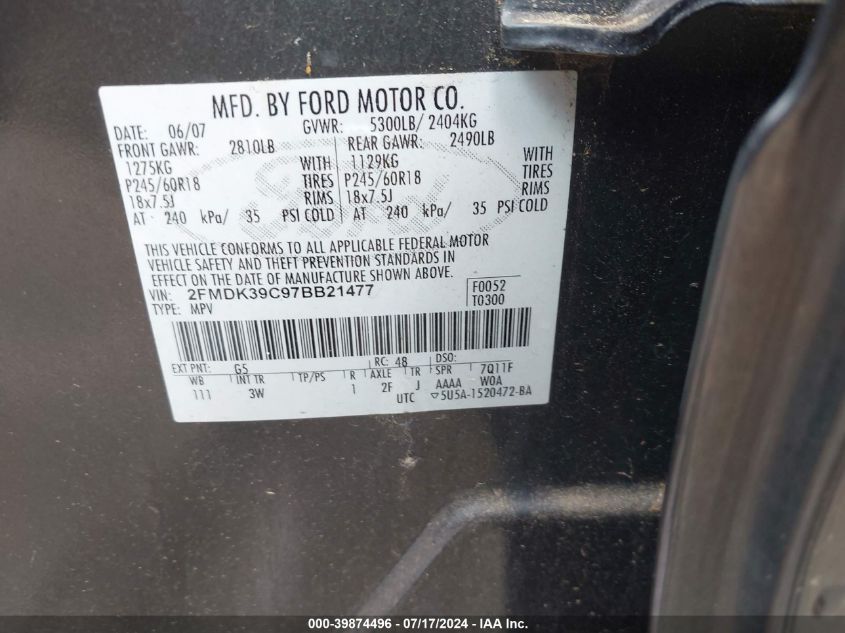 MFD. BY FORD MOTOR CO.
DATE: 06/07 GVWR: 5300LB/ 2404KG
FRONT GAWR: 2810LB REAR GAWR: 2490LB
1275KG WITH 1129KG WITH
P245/60R18 TIRES P245/60R18 TIRES
18x7.5J RIMS 18x7.5J RIMS
AT 240 kPa/ 35 PSI COLD AT 240 kPa/ 35 PSI COLD
THIS VEHICLE CONFORMS TO ALL APPLICABLE FEDERAL MOTOR
VEHICLE SAFETY AND THEFT PREVENTION STANDARDS IN
EFFECT ON THE DATE OF MANUFACTURE SHOWN ABOVE.
VIN: 2FMDK39C97BB21477 F0052
TYPE: MPV T0300
EXT PNT: G5 RC: 48 DSO:
WB INT TR TP/PS R AXLE TR SPR 7Q11F
111 3W 1 2F J AAAA W0A
UTC ▽5U5A-1520472-BA
000-39874496 - 07/17/2024 - IAAI.com